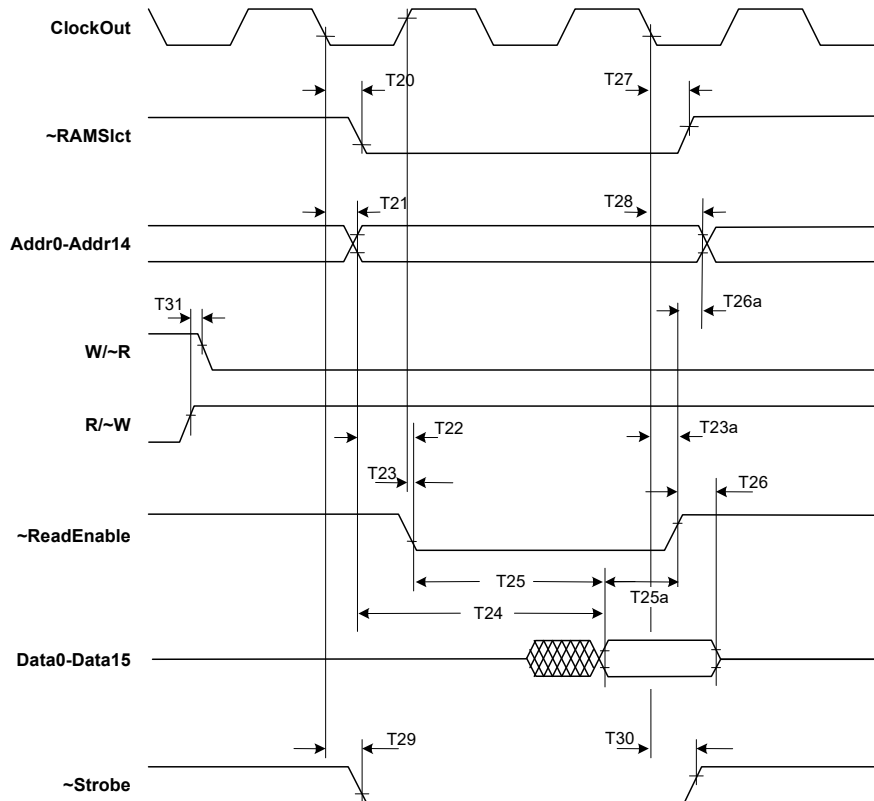 ClockOut
T20
T27
~RAMSlct
T21
T28
Addr0-Addr14
T31
T26a
W/~R
R/~W
T22
T23a
T23
T26
~ReadEnable
T25
T25a
T24
Data0-Data15
T29
T30
~Strobe